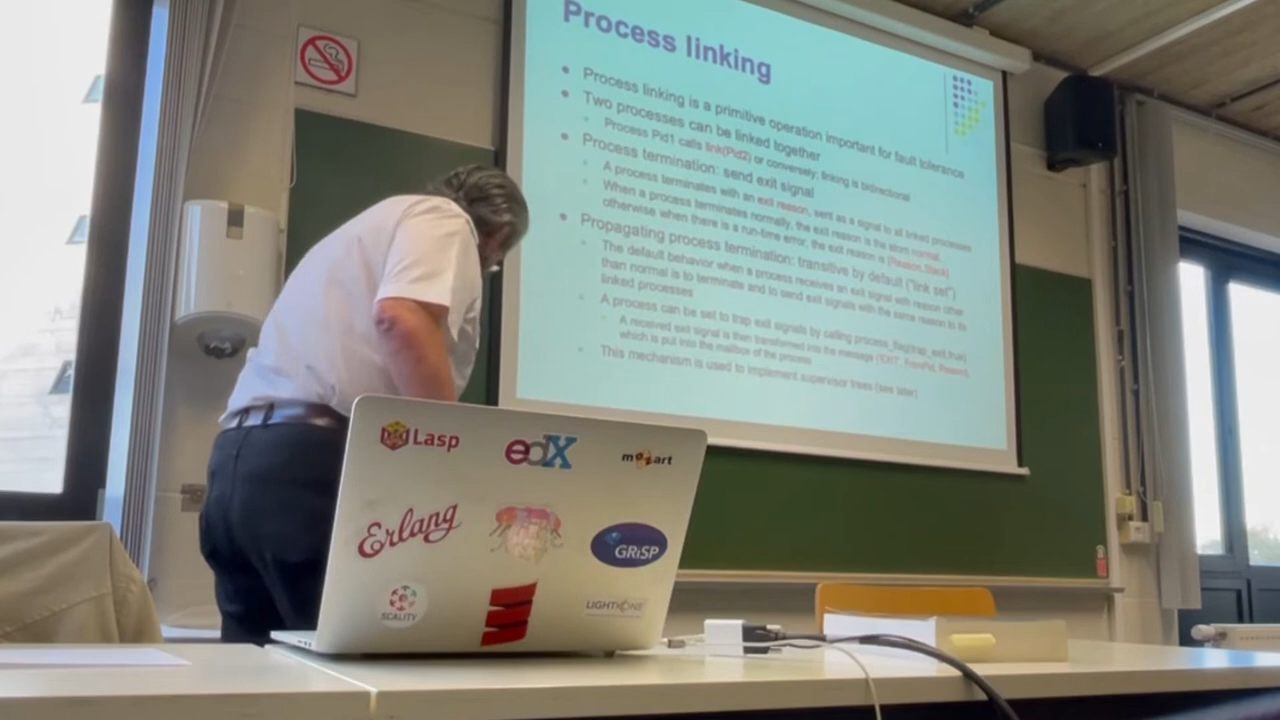 Process linking
Process linking is a primitive operation important for fault tolerance
Two processes can be linked together
Process Pid1 calls link(Pid2) or conversely; linking is bidirectional
Process termination: send exit signal
A process terminates with an exit reason, sent as a signal to all linked processes
When a process terminates normally, the exit reason is the atom normal,
otherwise when there is a run-time error, the exit reason is {Reason,Stack}
Propagating process termination: transitive by default ("link set")
The default behavior when a process receives an exit signal with reason other
than normal is to terminate and to send exit signals with the same reason to its
linked processes
A process can be set to trap exit signals by calling process_flag(trap_exit,true)
A received exit signal is then transformed into the message {'EXIT', FromPid, Reason},
which is put into the mailbox of the process
This mechanism is used to implement supervisor trees (see later)
Lasp
edX
mozart
Erlang
GRiSP
SCALITY
LIGHTKONE